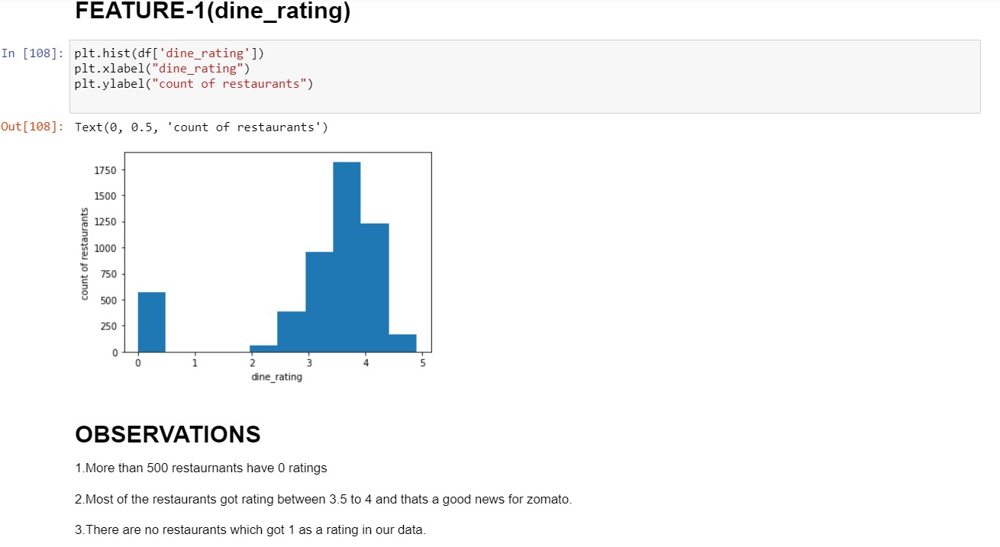 FEATURE-1(dine_rating)
In [108]: plt.hist(df['dine_rating'])
plt.xlabel("dine_rating")
plt.ylabel("count of restaurants")
Out[108]: Text(0, 0.5, 'count of restaurants')
1750
1500
1250
1000
750
500
250
0
count of restaurants
0 1 2 3 4 5
dine_rating
OBSERVATIONS
1.More than 500 restaurnants have 0 ratings
2.Most of the restaurants got rating between 3.5 to 4 and thats a good news for zomato.
3.There are no restaurants which got 1 as a rating in our data.